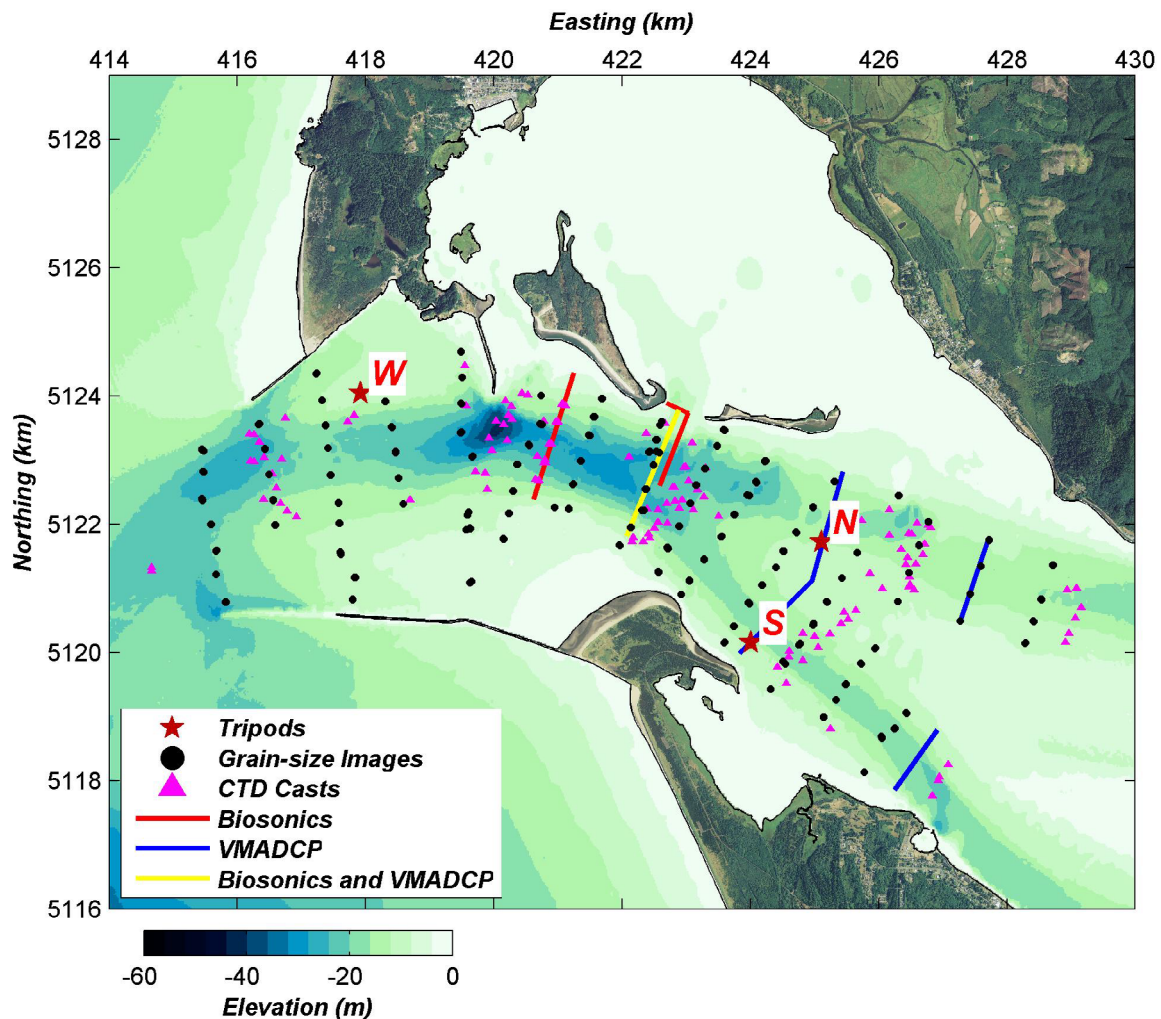 Easting (km)
414 416 418 420 422 424 426 428 430
5128
5126
5124
5122
5120
5118
5116
Northing (km)
W
N
S
Tripods
Grain-size Images
CTD Casts
Biosonics
VMADCP
Biosonics and VMADCP
-60 -40 -20 0
Elevation (m)